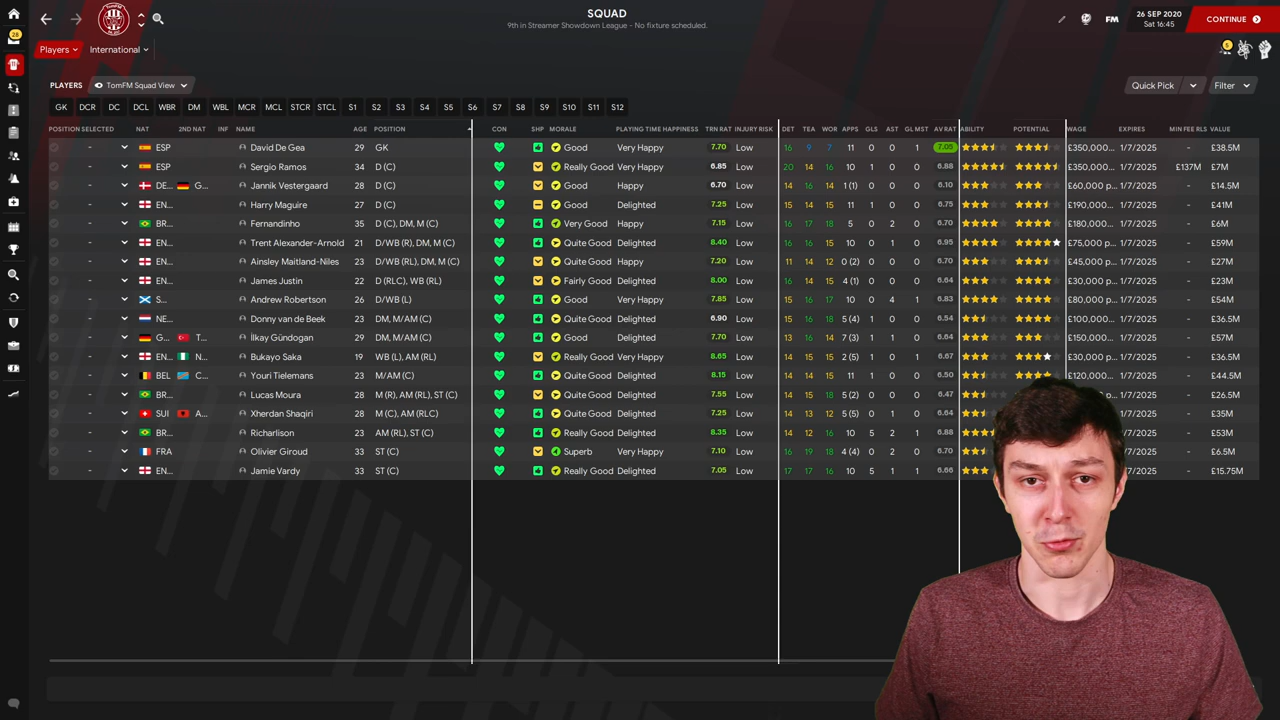 28
SQUAD
9th in Streamer Showdown League - No fixture scheduled.
FM
26 SEP 2020
Sat 16:45
CONTINUE
Players
International
PLAYERS
TomFM Squad View
Quick Pick
Filter
GK DCR DC DCL WBR DM WBL MCR MCL STCR STCL S1 S2 S3 S4 S5 S6 S7 S8 S9 S10 S11 S12
POSITION SELECTED NAT 2ND NAT INF NAME AGE POSITION CON SHP MORALE PLAYING TIME HAPPINESS TRN RAT INJURY RISK DET TEA WOR APPS GLS AST GL MST AV RAT ABILITY POTENTIAL WAGE EXPIRES MIN FEE RLS VALUE
- ESP David De Gea 29 GK Good Very Happy 7.70 Low 16 9 7 11 0 0 1 7.05 £350,000... 1/7/2025 - £38.5M
- ESP Sergio Ramos 34 D (C) Really Good Very Happy 6.85 Low 20 14 16 10 1 0 0 6.88 £350,000... 1/7/2025 £137M £7M
- DE... G... Jannik Vestergaard 28 D (C) Good Happy 6.70 Low 14 16 14 1 (1) 0 0 0 6.10 £60,000 p... 1/7/2025 - £14.5M
- EN... Harry Maguire 27 D (C) Good Delighted 7.25 Low 15 14 15 11 1 0 0 6.75 £190,000... 1/7/2025 - £41M
- BR... Fernandinho 35 D (C), DM, M (C) Very Good Happy 7.15 Low 16 17 18 5 0 2 0 6.70 £180,000... 1/7/2025 - £6M
- EN... Trent Alexander-Arnold 21 D/WB (R), DM, M (C) Quite Good Delighted 8.40 Low 16 16 15 10 0 0 1 6.95 £75,000 p... 1/7/2025 - £59M
- EN... Ainsley Maitland-Niles 23 D/WB (RL), DM, M (C) Quite Good Happy 7.20 Low 11 14 12 0 (2) 0 0 0 6.70 £45,000 p... 1/7/2025 - £27M
- EN... James Justin 22 D (RLC), WB (RL) Fairly Good Delighted 8.00 Low 16 14 15 4 (1) 0 0 0 6.64 £30,000 p... 1/7/2025 - £23M
- S... Andrew Robertson 26 D/WB (L) Good Very Happy 7.85 Low 15 16 17 10 0 4 1 6.83 £80,000 p... 1/7/2025 - £54M
- NE... Donny van de Beek 23 DM, M/AM (C) Quite Good Delighted 6.90 Low 15 16 18 5 (4) 1 0 0 6.54 £100,000... 1/7/2025 - £36.5M
- G... T... İlkay Gündogan 29 DM, M/AM (C) Good Delighted 7.70 Low 13 16 14 7 (3) 1 1 0 6.64 £150,000... 1/7/2025 - £57M
- EN... N... Bukayo Saka 19 WB (L), AM (RL) Really Good Very Happy 8.65 Low 14 15 15 2 (5) 1 0 0 6.67 £30,000 p... 1/7/2025 - £36.5M
- BEL C... Youri Tielemans 23 M/AM (C) Quite Good Delighted 8.15 Low 14 14 15 11 1 0 0 6.50 £120,000... 1/7/2025 - £44.5M
- BR... Lucas Moura 28 M (R), AM (RL), ST (C) Quite Good Delighted 7.55 Low 14 15 18 2 (5) 0 0 0 6.47 /7/2025 - £26.5M
- SUI A... Xherdan Shaqiri 28 M (C), AM (RLC) Quite Good Delighted 7.25 Low 14 13 12 5 (5) 0 0 0 6.64 /7/2025 - £35M
- BR... Richarlison 23 AM (RL), ST (C) Really Good Delighted 8.35 Low 14 12 16 10 5 2 1 6.88 /7/2025 - £53M
- FRA Olivier Giroud 33 ST (C) Superb Very Happy 7.10 Low 16 19 18 4 (4) 0 2 0 6.70 /7/2025 - £6.5M
- EN... Jamie Vardy 33 ST (C) Really Good Delighted 7.05 Low 17 17 16 10 5 1 1 6.66 1/7/2025 - £15.75M